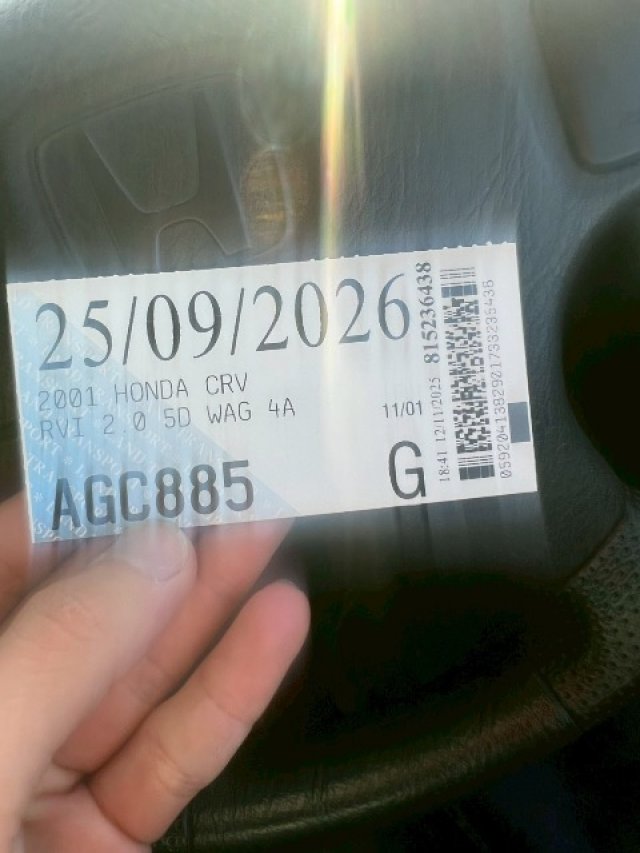 25/09/2026
2001 HONDA CRV
RVI 2.0 5D WAG 4A
11/01
AGC885
G
18:41 12/11/2025
815236438